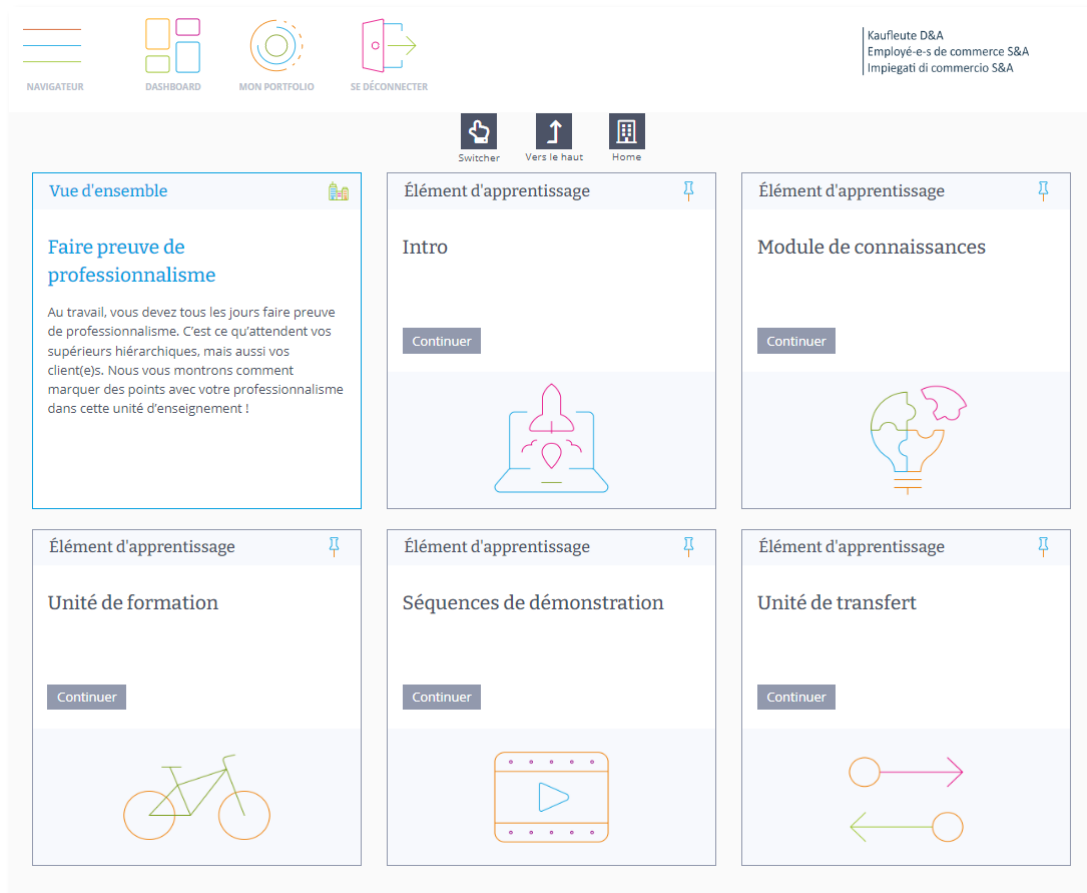 Kaufleute D&A
Employé-e-s de commerce S&A
Impiegati di commercio S&A
NAVIGATEUR
DASHBOARD
MON PORTFOLIO
SE DÉCONNECTER
Switcher
Vers le haut
Home
Vue d'ensemble
Faire preuve de
professionnalisme
Au travail, vous devez tous les jours faire preuve
de professionnalisme. C’est ce qu’attendent vos
supérieurs hiérarchiques, mais aussi vos
client(e)s. Nous vous montrons comment
marquer des points avec votre professionnalisme
dans cette unité d’enseignement !
Élément d'apprentissage
Intro
Continuer
Élément d'apprentissage
Module de connaissances
Continuer
Élément d'apprentissage
Unité de formation
Continuer
Élément d'apprentissage
Séquences de démonstration
Continuer
Élément d'apprentissage
Unité de transfert
Continuer